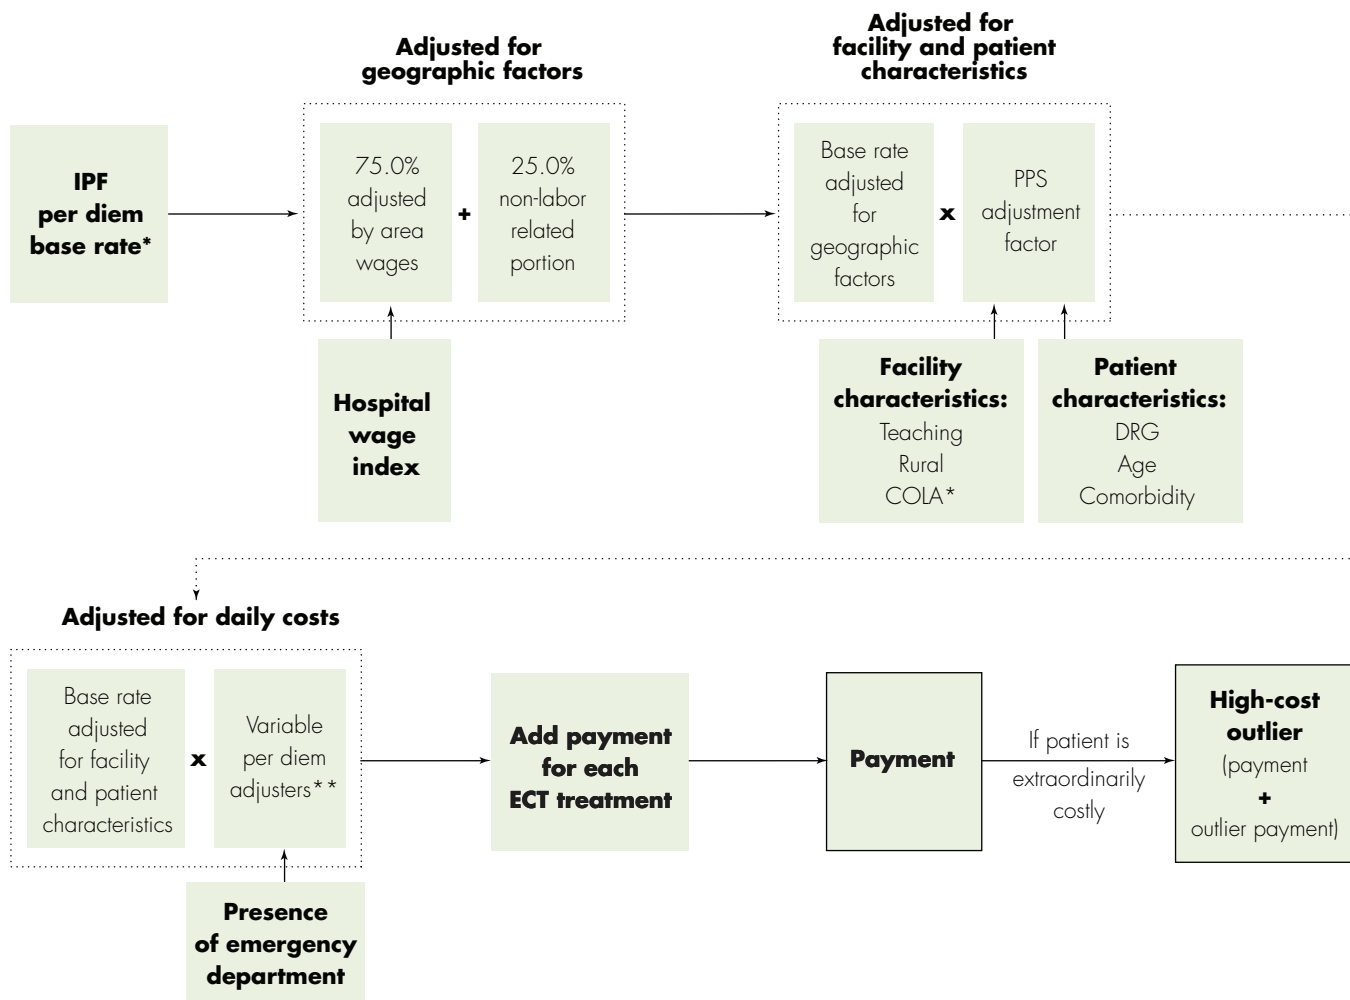 Adjusted for
geographic factors
Adjusted for
facility and patient
characteristics
IPF
per diem
base rate*
75.0%
adjusted
by area
wages
+
25.0%
non-labor
related
portion
Base rate
adjusted
for
geographic
factors
x
PPS
adjustment
factor
Hospital
wage
index
Facility
characteristics:
Teaching
Rural
COLA*
Patient
characteristics:
DRG
Age
Comorbidity
Adjusted for daily costs
Base rate
adjusted
for facility
and patient
characteristics
x
Variable
per diem
adjusters**
Presence
of emergency
department
Add payment
for each
ECT treatment
Payment
If patient is
extraordinarily
costly
High-cost
outlier
(payment
+
outlier payment)